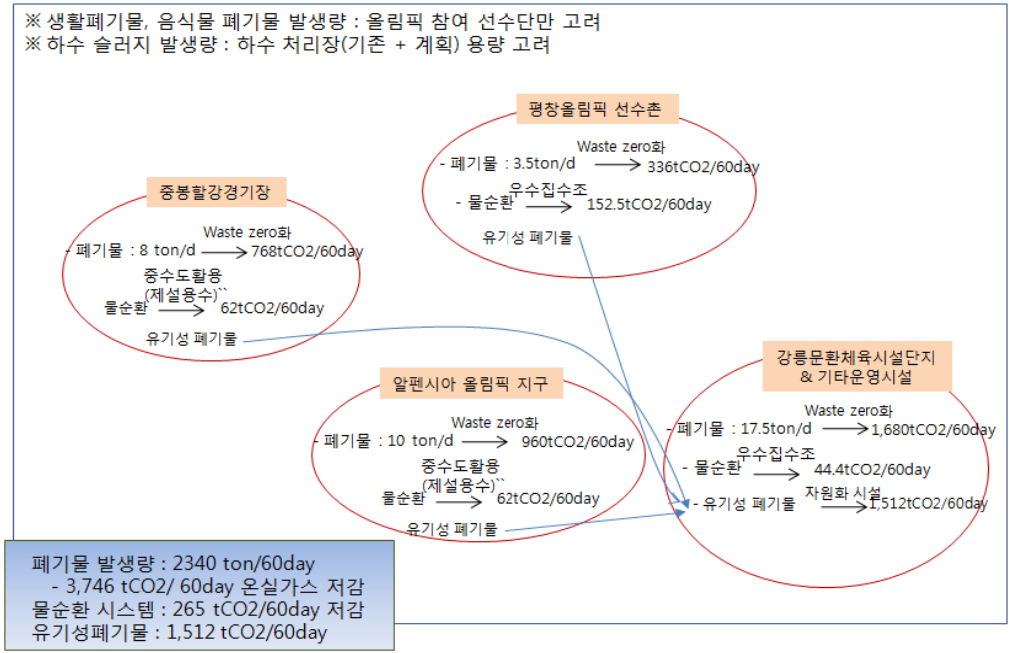 ※ 생활폐기물, 음식물 폐기물 발생량 : 올림픽 참여 선수단만 고려
※ 하수 슬러지 발생량 : 하수 처리장(기존 + 계획) 용량 고려
평창올림픽 선수촌
Waste zero화
- 폐기물 : 3.5ton/d
336tCO2/60day
우수집수조
- 물순환
152.5tCO2/60day
유기성 폐기물
중봉할강경기장
Waste zero화
- 폐기물 : 8 ton/d
768tCO2/60day
중수도활용
(제설용수)``
물순환
62tCO2/60day
유기성 폐기물
알펜시아 올림픽 지구
Waste zero화
- 폐기물 : 10 ton/d
960tCO2/60day
중수도활용
(제설용수)``
물순환
62tCO2/60day
유기성 폐기물
강릉문환체육시설단지
& 기타운영시설
Waste zero화
- 폐기물 : 17.5ton/d
1,680tCO2/60day
우수집수조
- 물순환
44.4tCO2/60day
자원화 시설
- 유기성 폐기물
1,512tCO2/60day
폐기물 발생량 : 2340 ton/60day
- 3,746 tCO2/ 60day 온실가스 저감
물순환 시스템 : 265 tCO2/60day 저감
유기성폐기물 : 1,512 tCO2/60day